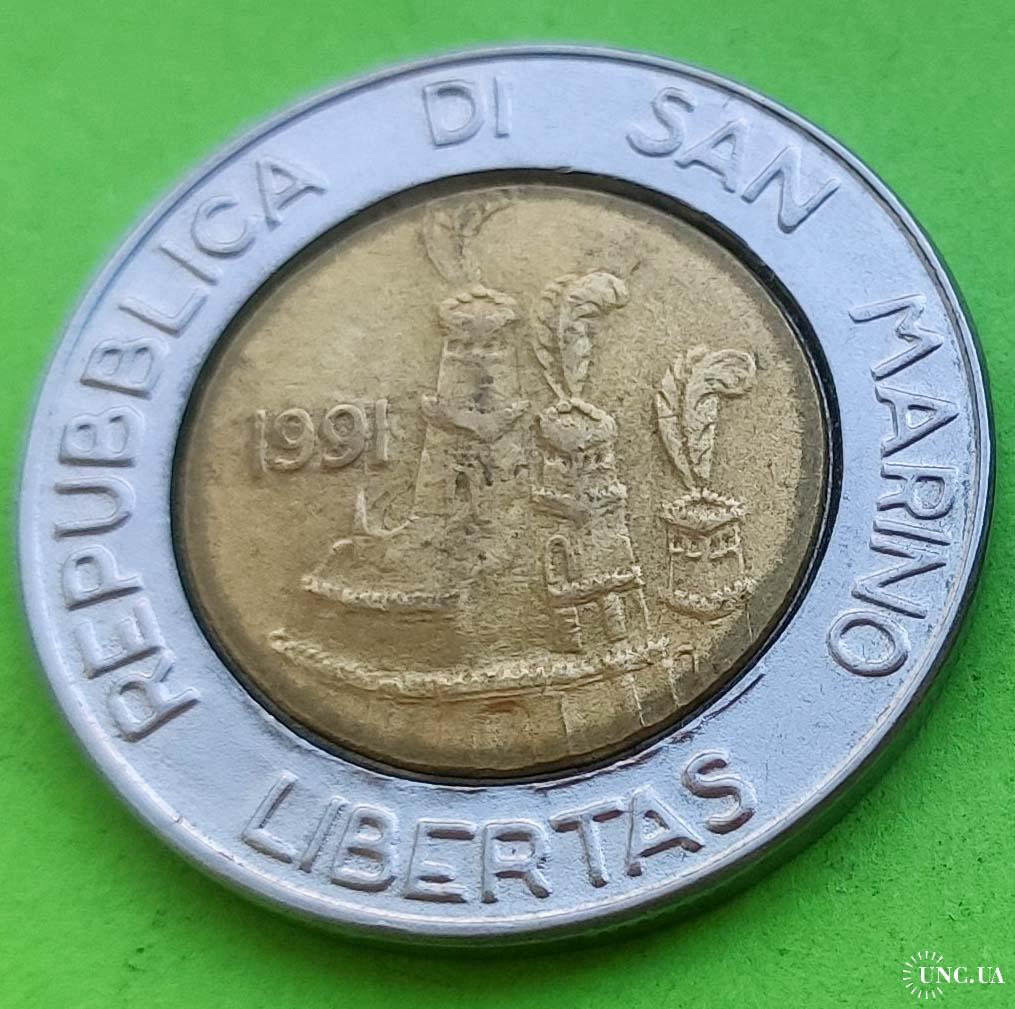 REPUBBLICA DI SAN MARINO
1991
LIBERTAS
UNC.UA